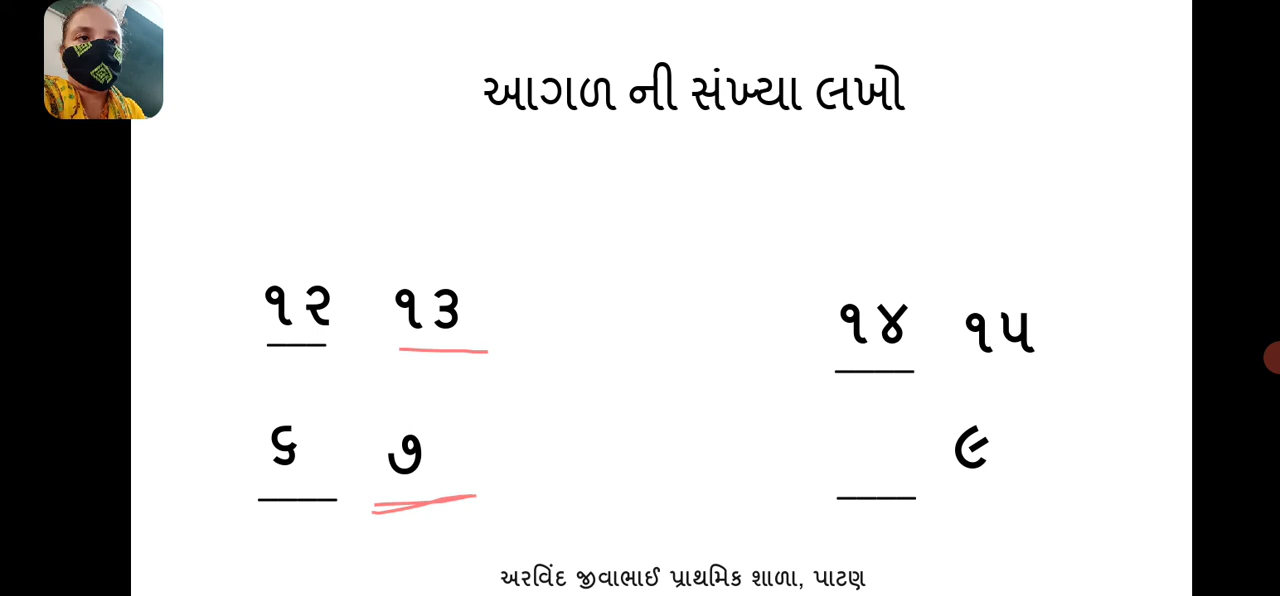 આગળ ની સંખ્યા લખો
૧૨ ૧૩ ૧૪ ૧૫
૬ ૭ ૯
અરવિંદ જીવાભાઈ પ્રાથમિક શાળા, પાટણ